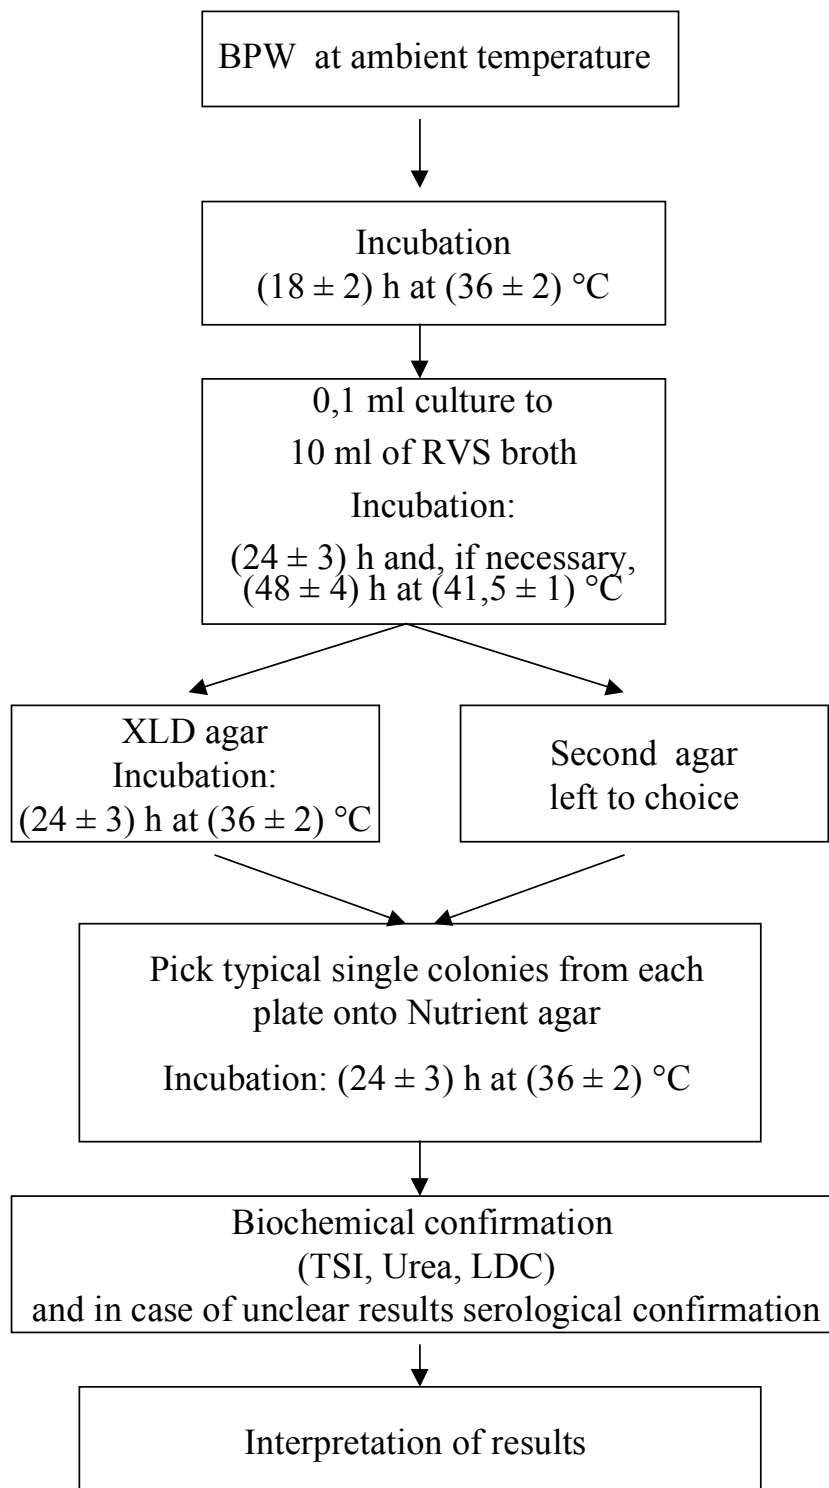 BPW at ambient temperature
Incubation
(18 ± 2) h at (36 ± 2) °C
0,1 ml culture to
10 ml of RVS broth
Incubation:
(24 ± 3) h and, if necessary,
(48 ± 4) h at (41,5 ± 1) °C
XLD agar
Incubation:
(24 ± 3) h at (36 ± 2) °C
Second agar
left to choice
Pick typical single colonies from each
plate onto Nutrient agar
Incubation: (24 ± 3) h at (36 ± 2) °C
Biochemical confirmation
(TSI, Urea, LDC)
and in case of unclear results serological confirmation
Interpretation of results